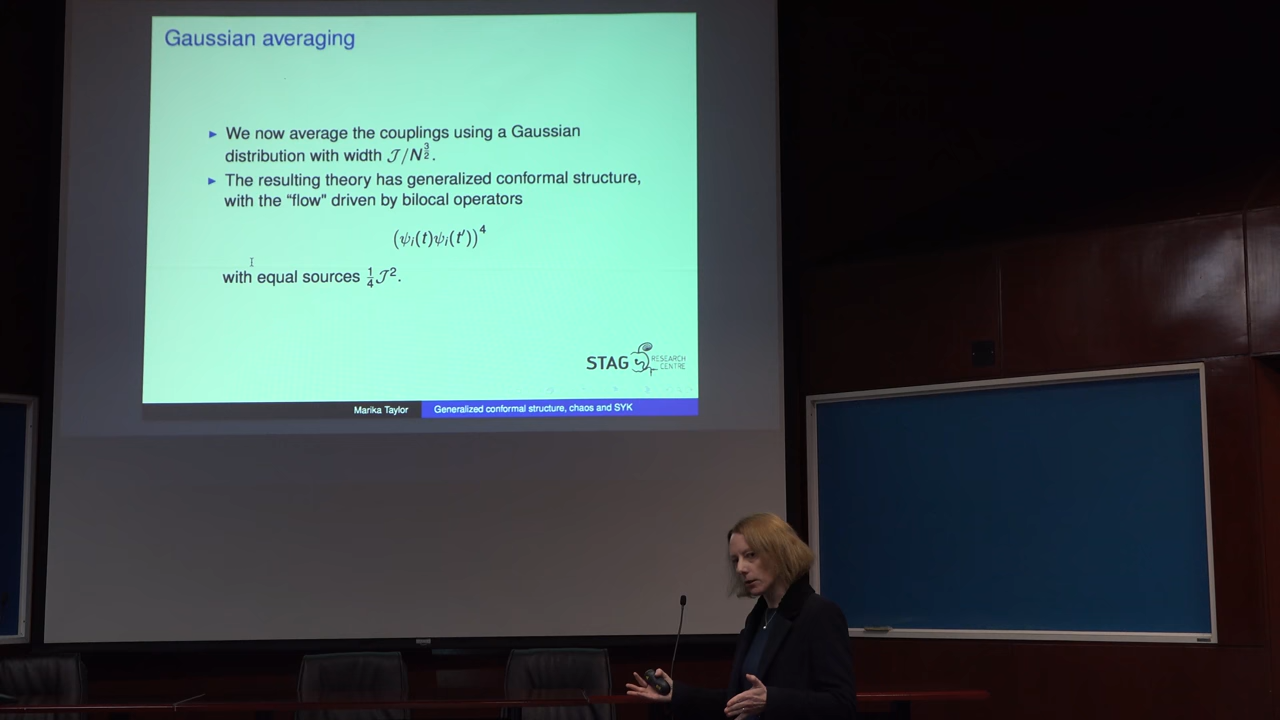 Gaussian averaging
▶ We now average the couplings using a Gaussian
distribution with width 𝒥/N^{3/2}.
▶ The resulting theory has generalized conformal structure,
with the "flow" driven by bilocal operators
(ψ_i(t)ψ_i(t′))^4
with equal sources \frac{1}{4}𝒥^2.
STAG RESEARCH
CENTRE
Marika Taylor Generalized conformal structure, chaos and SYK